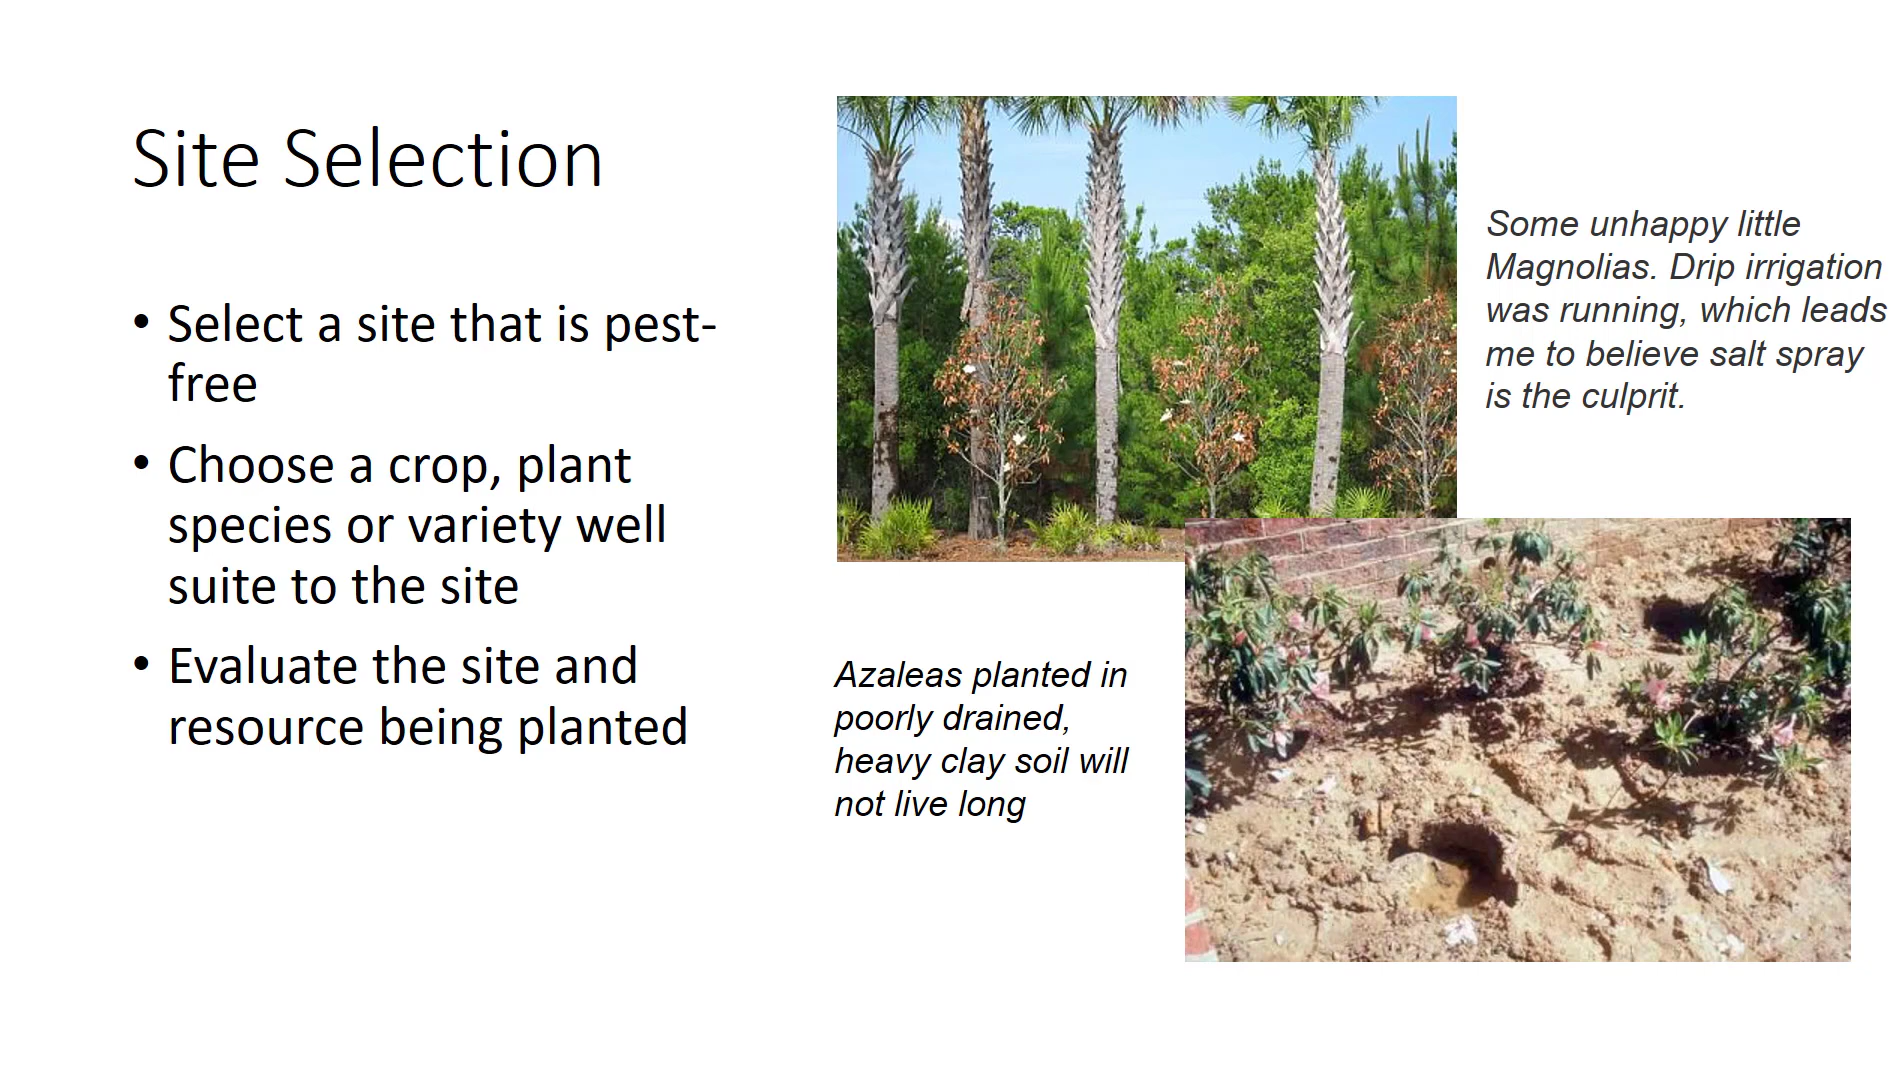 Site Selection
• Select a site that is pest-
free
• Choose a crop, plant
species or variety well
suite to the site
• Evaluate the site and
resource being planted
Some unhappy little
Magnolias. Drip irrigation
was running, which leads
me to believe salt spray
is the culprit.
Azaleas planted in
poorly drained,
heavy clay soil will
not live long